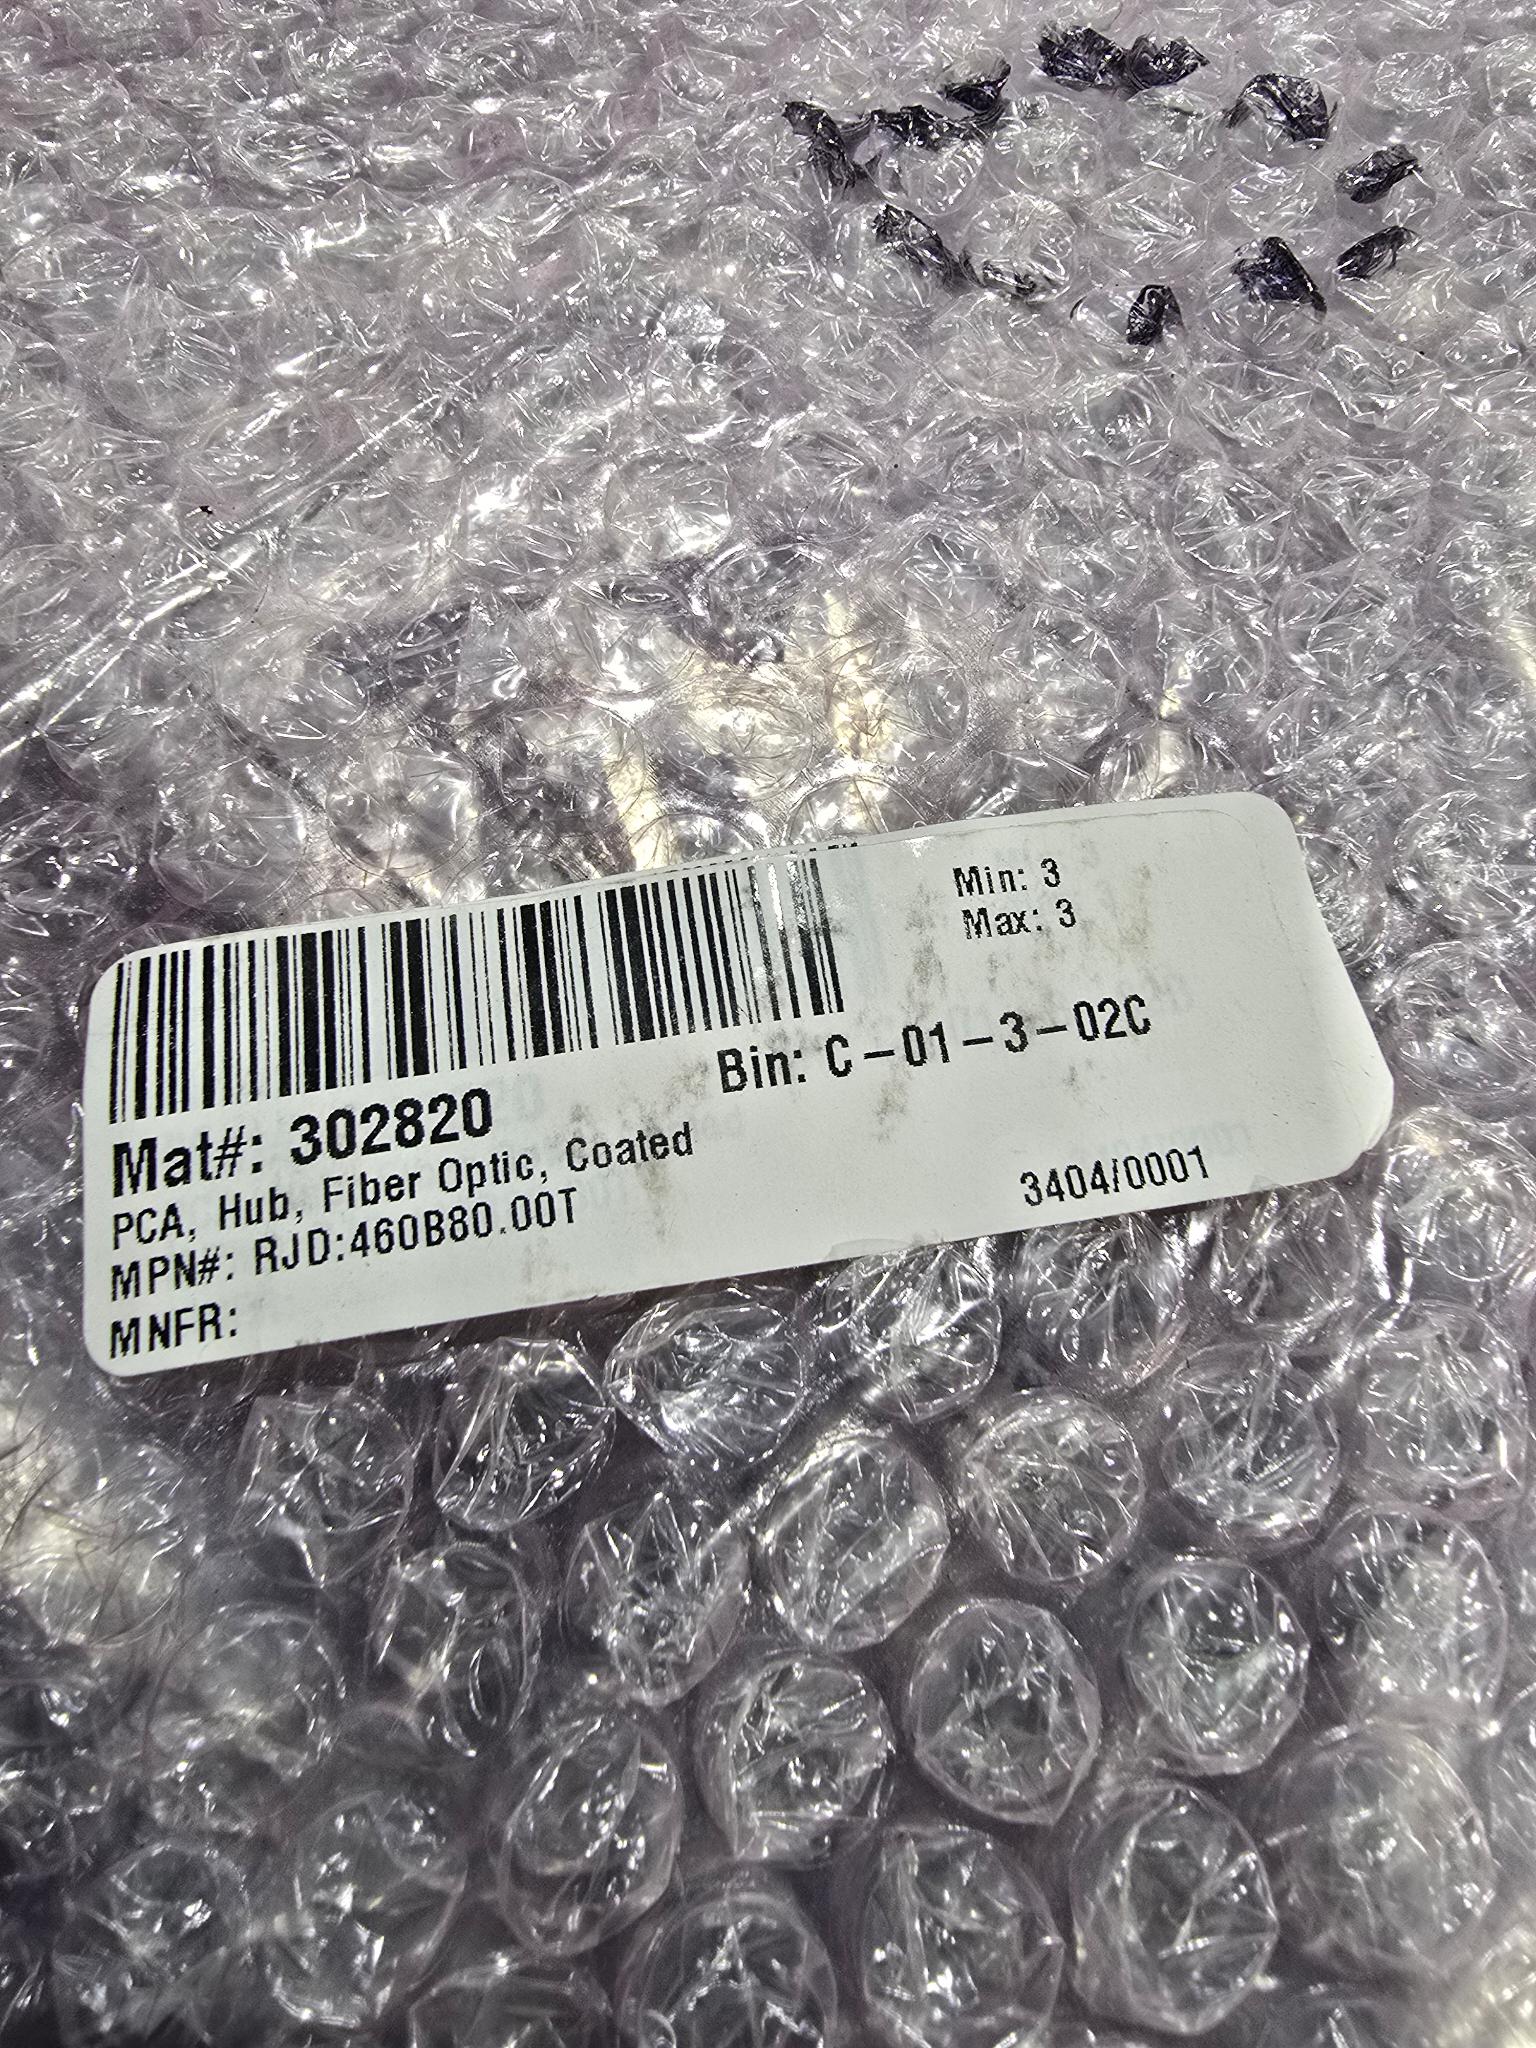 Min: 3
Max: 3
Bin: C-01-3-02C
Mat#: 302820
PCA, Hub, Fiber Optic, Coated
MPN#: RJD:460B80.00T
3404/0001
MNFR: